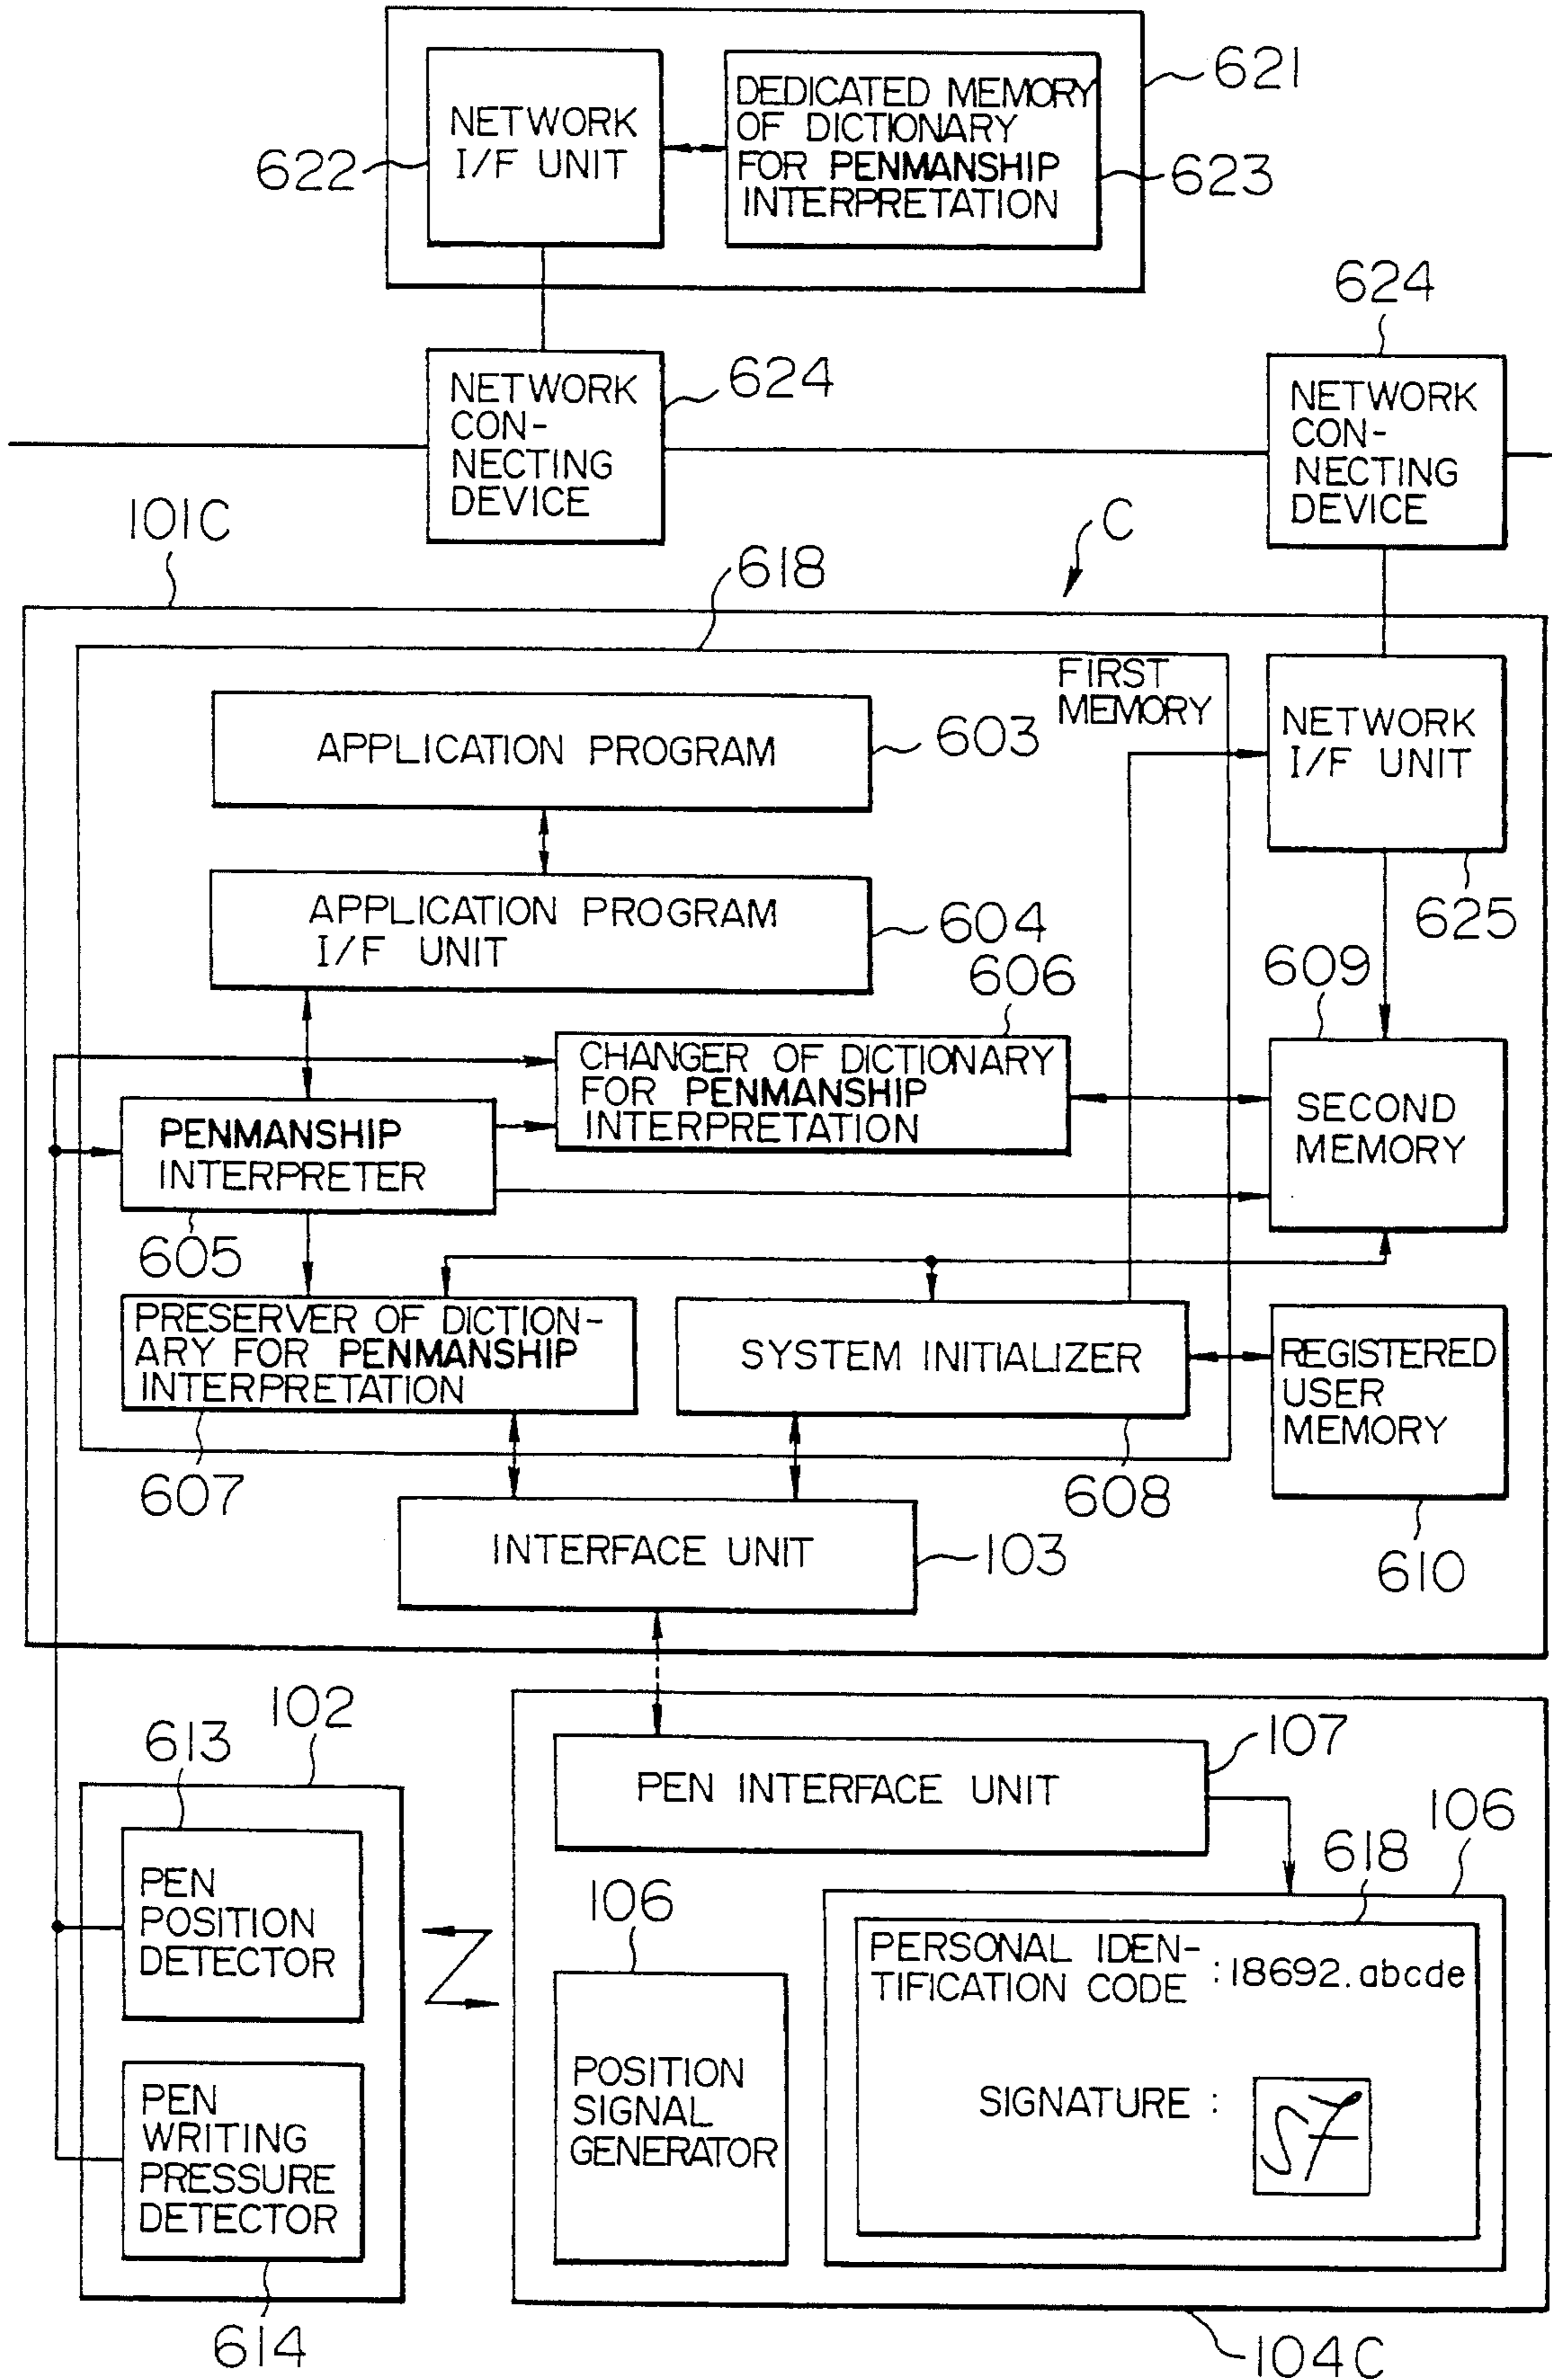 621
NETWORK
I/F UNIT
622
DEDICATED MEMORY
OF DICTIONARY
FOR PENMANSHIP
INTERPRETATION
623
624
NETWORK
CON-
NECTING
DEVICE
624
NETWORK
CON-
NECTING
DEVICE
101C
C
618
FIRST
MEMORY
APPLICATION PROGRAM
603
NETWORK
I/F UNIT
625
APPLICATION PROGRAM
I/F UNIT
604
606
609
CHANGER OF DICTIONARY
FOR PENMANSHIP
INTERPRETATION
SECOND
MEMORY
PENMANSHIP
INTERPRETER
605
PRESERVER OF DICTION-
ARY FOR PENMANSHIP
INTERPRETATION
607
SYSTEM INITIALIZER
608
REGISTERED
USER
MEMORY
610
INTERFACE UNIT
103
102
613
PEN
POSITION
DETECTOR
PEN
WRITING
PRESSURE
DETECTOR
614
PEN INTERFACE UNIT
107
106
618
106
POSITION
SIGNAL
GENERATOR
PERSONAL IDEN-
TIFICATION CODE :18692.abcde
SIGNATURE :
104C